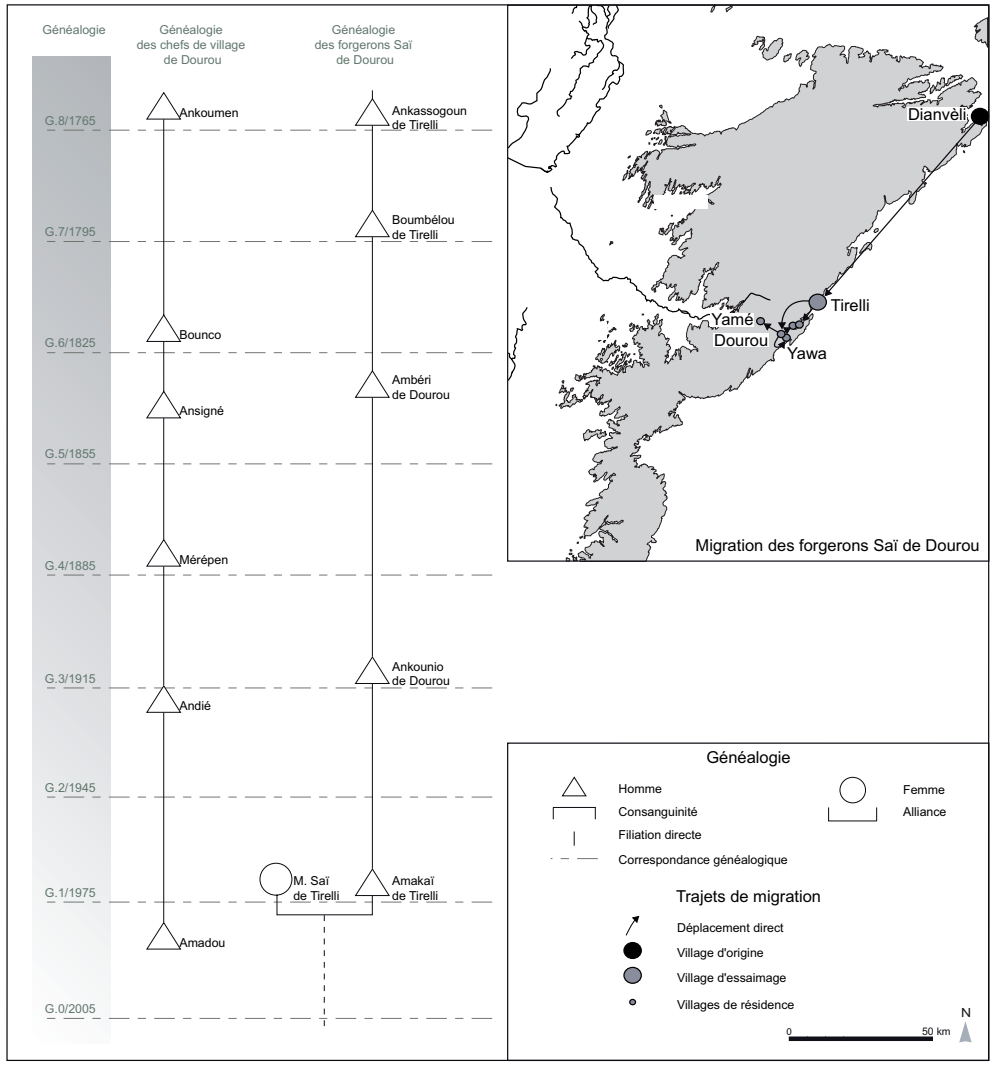 Généalogie
Généalogie
des chefs de village
de Dourou
Généalogie
des forgerons Saï
de Dourou
G.8/1765
G.7/1795
G.6/1825
G.5/1855
G.4/1885
G.3/1915
G.2/1945
G.1/1975
G.0/2005
Ankoumen
Bounco
Ansigné
Mérépen
Andié
Amadou
Ankassogoun
de Tirelli
Boumbélou
de Tirelli
Ambéri
de Dourou
Ankounio
de Dourou
M. Saï
de Tirelli
Amakaï
de Tirelli
Dianvèli
Tirelli
Yamé
Dourou
Yawa
Migration des forgerons Saï de Dourou
Généalogie
Homme
Femme
Consanguinité
Alliance
Filiation directe
Correspondance généalogique
Trajets de migration
Déplacement direct
Village d'origine
Village d'essaimage
Villages de résidence
N
0
50 km